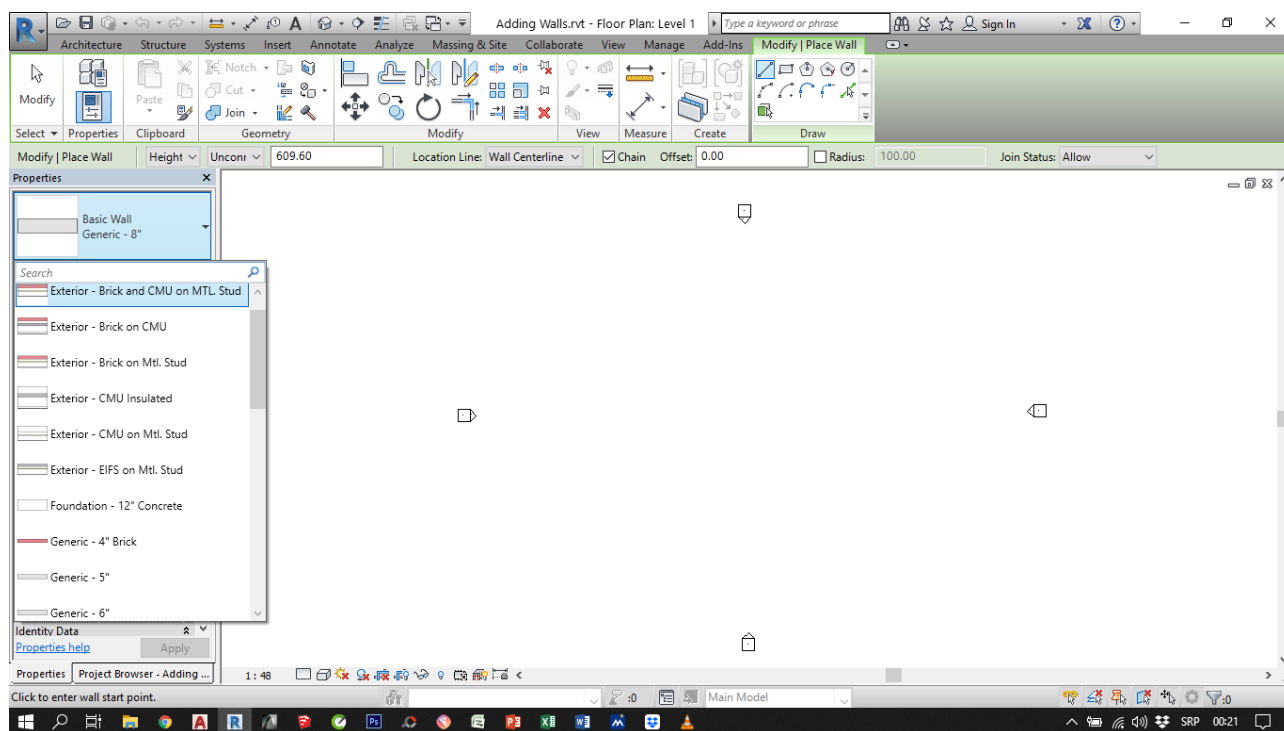 Adding Walls.rvt - Floor Plan: Level 1
Type a keyword or phrase
Sign In
Architecture Structure Systems Insert Annotate Analyze Massing & Site Collaborate View Manage Add-Ins Modify | Place Wall
Modify
Paste
Notch
Cut
Join
Select Properties Clipboard Geometry Modify View Measure Create Draw
Modify | Place Wall Height Unconr 609.60 Location Line: Wall Centerline Chain Offset: 0.00 Radius: 100.00 Join Status: Allow
Properties
Basic Wall
Generic - 8"
Search
Exterior - Brick and CMU on MTL. Stud
Exterior - Brick on CMU
Exterior - Brick on Mtl. Stud
Exterior - CMU Insulated
Exterior - CMU on Mtl. Stud
Exterior - EIFS on Mtl. Stud
Foundation - 12" Concrete
Generic - 4" Brick
Generic - 5"
Generic - 6"
Identity Data
Properties help Apply
Properties Project Browser - Adding ... 1 : 48
Click to enter wall start point. :0 Main Model :0
SRP 00:21